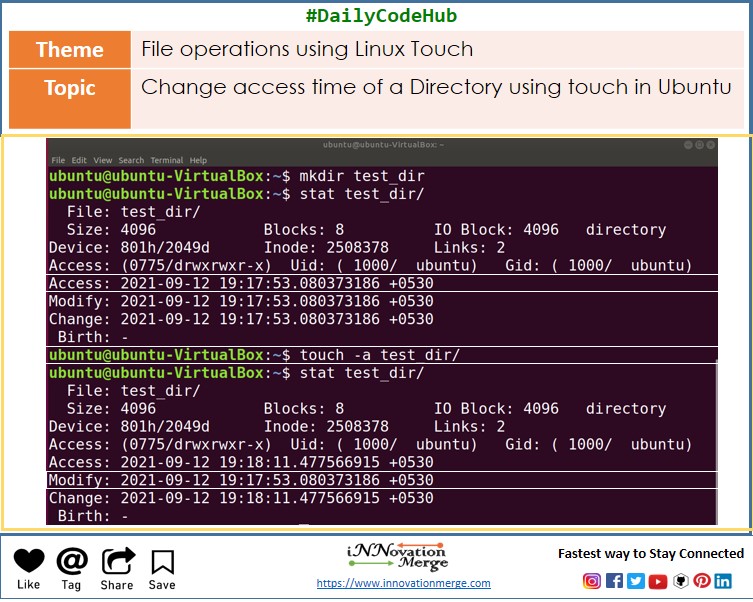 #DailyCodeHub
Theme
File operations using Linux Touch
Topic
Change access time of a Directory using touch in Ubuntu
ubuntu@ubuntu-VirtualBox: ~
File Edit View Search Terminal Help
ubuntu@ubuntu-VirtualBox:~$ mkdir test_dir
ubuntu@ubuntu-VirtualBox:~$ stat test_dir/
File: test_dir/
Size: 4096 Blocks: 8 IO Block: 4096 directory
Device: 801h/2049d Inode: 2508378 Links: 2
Access: (0775/drwxrwxr-x) Uid: ( 1000/ ubuntu) Gid: ( 1000/ ubuntu)
Access: 2021-09-12 19:17:53.080373186 +0530
Modify: 2021-09-12 19:17:53.080373186 +0530
Change: 2021-09-12 19:17:53.080373186 +0530
Birth: -
ubuntu@ubuntu-VirtualBox:~$ touch -a test_dir/
ubuntu@ubuntu-VirtualBox:~$ stat test_dir/
File: test_dir/
Size: 4096 Blocks: 8 IO Block: 4096 directory
Device: 801h/2049d Inode: 2508378 Links: 2
Access: (0775/drwxrwxr-x) Uid: ( 1000/ ubuntu) Gid: ( 1000/ ubuntu)
Access: 2021-09-12 19:18:11.477566915 +0530
Modify: 2021-09-12 19:17:53.080373186 +0530
Change: 2021-09-12 19:18:11.477566915 +0530
Birth: -
Like
Tag
Share
Save
iNNovation
Merge
https://www.innovationmerge.com
Fastest way to Stay Connected